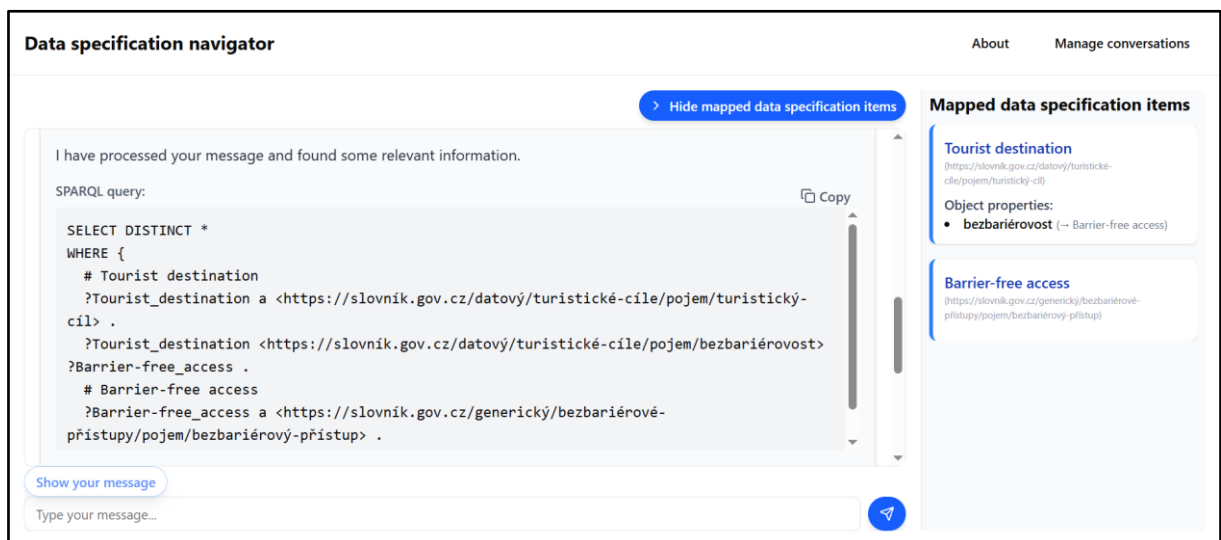 Data specification navigator
About
Manage conversations
Hide mapped data specification items
I have processed your message and found some relevant information.
SPARQL query:
Copy
SELECT DISTINCT *
WHERE {
# Tourist destination
?Tourist_destination a <https://slovník.gov.cz/datový/turistické-cíle/pojem/turistický-
cíl> .
?Tourist_destination <https://slovník.gov.cz/datový/turistické-cíle/pojem/bezbariérovost>
?Barrier-free_access .
# Barrier-free access
?Barrier-free_access a <https://slovník.gov.cz/generický/bezbariérové-
přístupy/pojem/bezbariérový-přístup> .
Show your message
Type your message...
Mapped data specification items
Tourist destination
(https://slovník.gov.cz/datový/turistické-
cíle/pojem/turistický-cíl)
Object properties:
• bezbariérovost (→ Barrier-free access)
Barrier-free access
(https://slovník.gov.cz/generický/bezbariérové-
přístupy/pojem/bezbariérový-přístup)